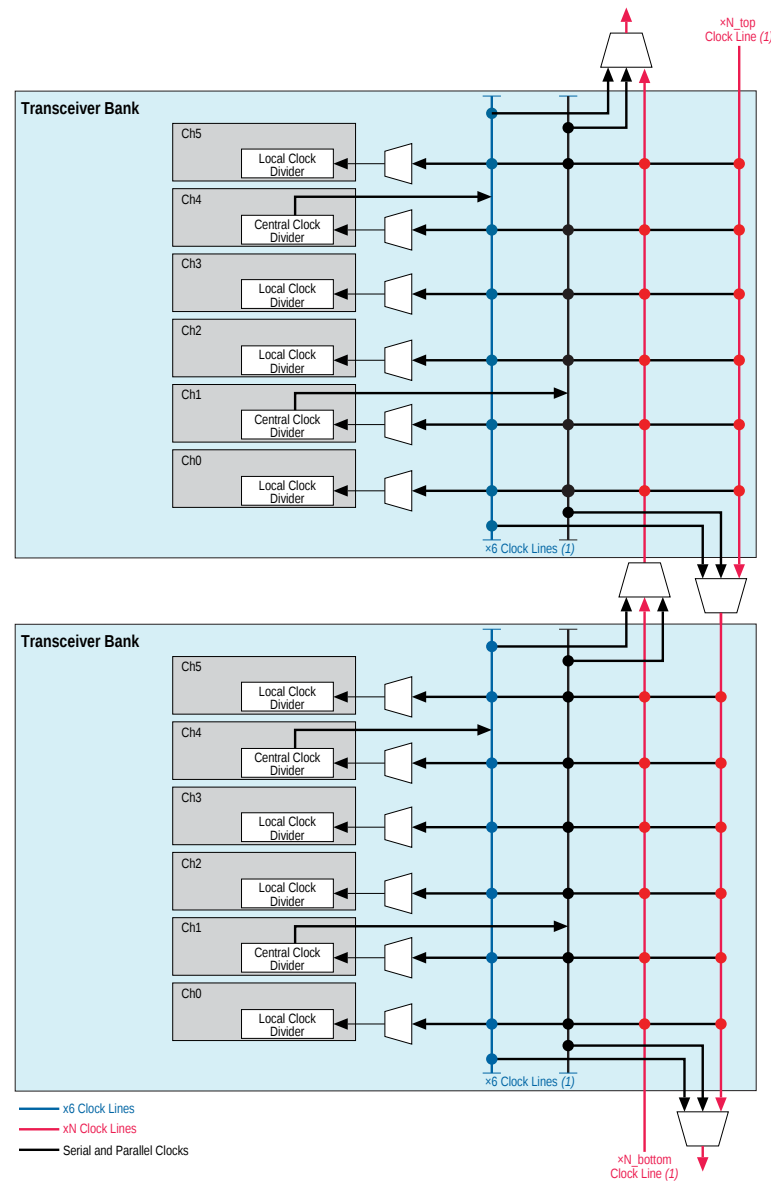 ×N_top
Clock Line (1)
Transceiver Bank
Ch5
Local Clock
Divider
Ch4
Central Clock
Divider
Ch3
Local Clock
Divider
Ch2
Local Clock
Divider
Ch1
Central Clock
Divider
Ch0
Local Clock
Divider
×6 Clock Lines (1)
Transceiver Bank
Ch5
Local Clock
Divider
Ch4
Central Clock
Divider
Ch3
Local Clock
Divider
Ch2
Local Clock
Divider
Ch1
Central Clock
Divider
Ch0
Local Clock
Divider
×6 Clock Lines (1)
x6 Clock Lines
xN Clock Lines
Serial and Parallel Clocks
×N_bottom
Clock Line (1)